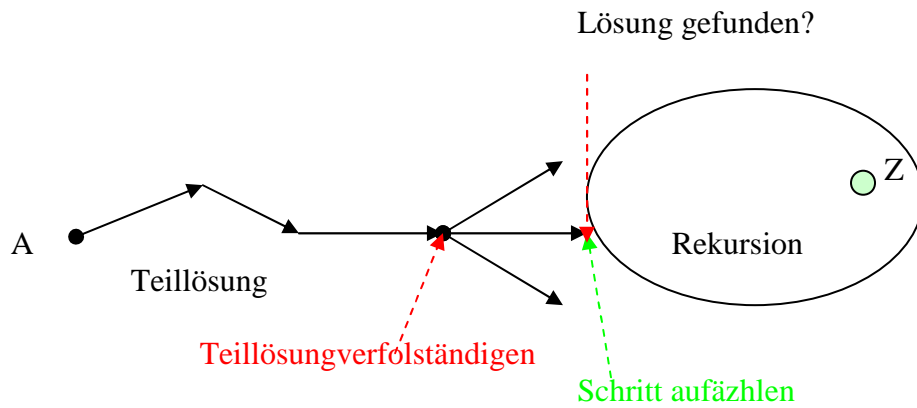 Lösung gefunden?
Z
A
Rekursion
Teillösung
Teillösungverfolständigen
Schritt aufäzhlen